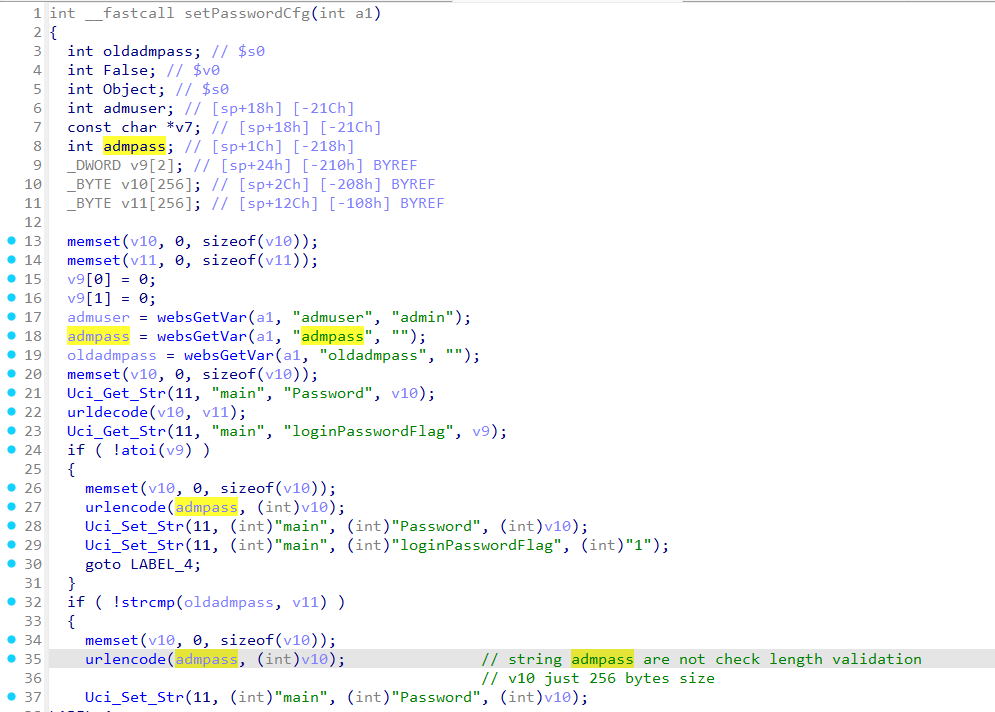 1 int __fastcall setPasswordCfg(int a1)
2 {
3 int oldadmpass; // $s0
4 int False; // $v0
5 int Object; // $s0
6 int admuser; // [sp+18h] [-21Ch]
7 const char *v7; // [sp+18h] [-21Ch]
8 int admpass; // [sp+1Ch] [-218h]
9 _DWORD v9[2]; // [sp+24h] [-210h] BYREF
10 _BYTE v10[256]; // [sp+2Ch] [-208h] BYREF
11 _BYTE v11[256]; // [sp+12Ch] [-108h] BYREF
12
13 memset(v10, 0, sizeof(v10));
14 memset(v11, 0, sizeof(v11));
15 v9[0] = 0;
16 v9[1] = 0;
17 admuser = websGetVar(a1, "admuser", "admin");
18 admpass = websGetVar(a1, "admpass", "");
19 oldadmpass = websGetVar(a1, "oldadmpass", "");
20 memset(v10, 0, sizeof(v10));
21 Uci_Get_Str(11, "main", "Password", v10);
22 urldecode(v10, v11);
23 Uci_Get_Str(11, "main", "loginPasswordFlag", v9);
24 if ( !atoi(v9) )
25 {
26 memset(v10, 0, sizeof(v10));
27 urlencode(admpass, (int)v10);
28 Uci_Set_Str(11, (int)"main", (int)"Password", (int)v10);
29 Uci_Set_Str(11, (int)"main", (int)"loginPasswordFlag", (int)"1");
30 goto LABEL_4;
31 }
32 if ( !strcmp(oldadmpass, v11) )
33 {
34 memset(v10, 0, sizeof(v10));
35 urlencode(admpass, (int)v10); // string admpass are not check length validation
36 // v10 just 256 bytes size
37 Uci_Set_Str(11, (int)"main", (int)"Password", (int)v10);